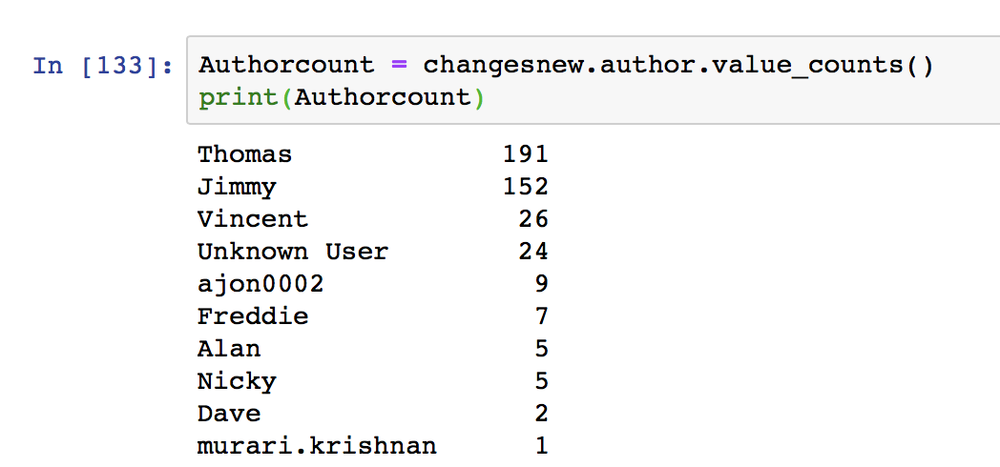 In [133]: Authorcount = changesnew.author.value_counts()
print(Authorcount)
Thomas 191
Jimmy 152
Vincent 26
Unknown User 24
ajon0002 9
Freddie 7
Alan 5
Nicky 5
Dave 2
murari.krishnan 1